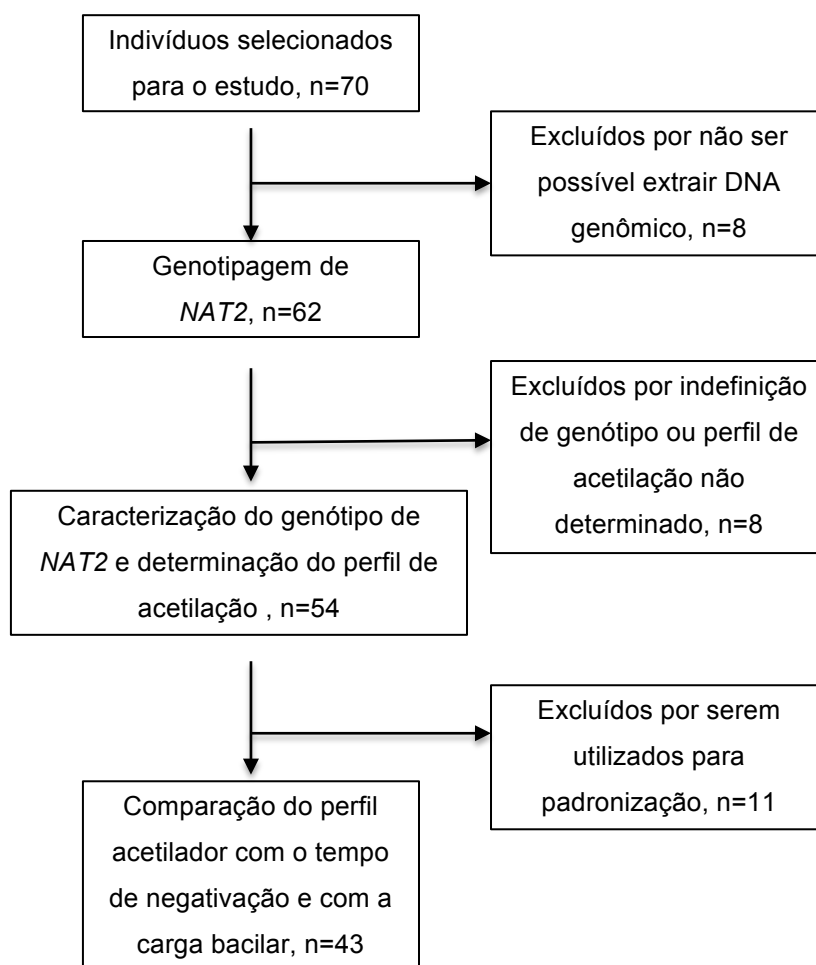 Indivíduos selecionados
para o estudo, n=70
Excluídos por não ser
possível extrair DNA
genômico, n=8
Genotipagem de
NAT2, n=62
Excluídos por indefinição
de genótipo ou perfil de
acetilação não
determinado, n=8
Caracterização do genótipo de
NAT2 e determinação do perfil de
acetilação , n=54
Excluídos por serem
utilizados para
padronização, n=11
Comparação do perfil
acetilador com o tempo
de negativação e com a
carga bacilar, n=43